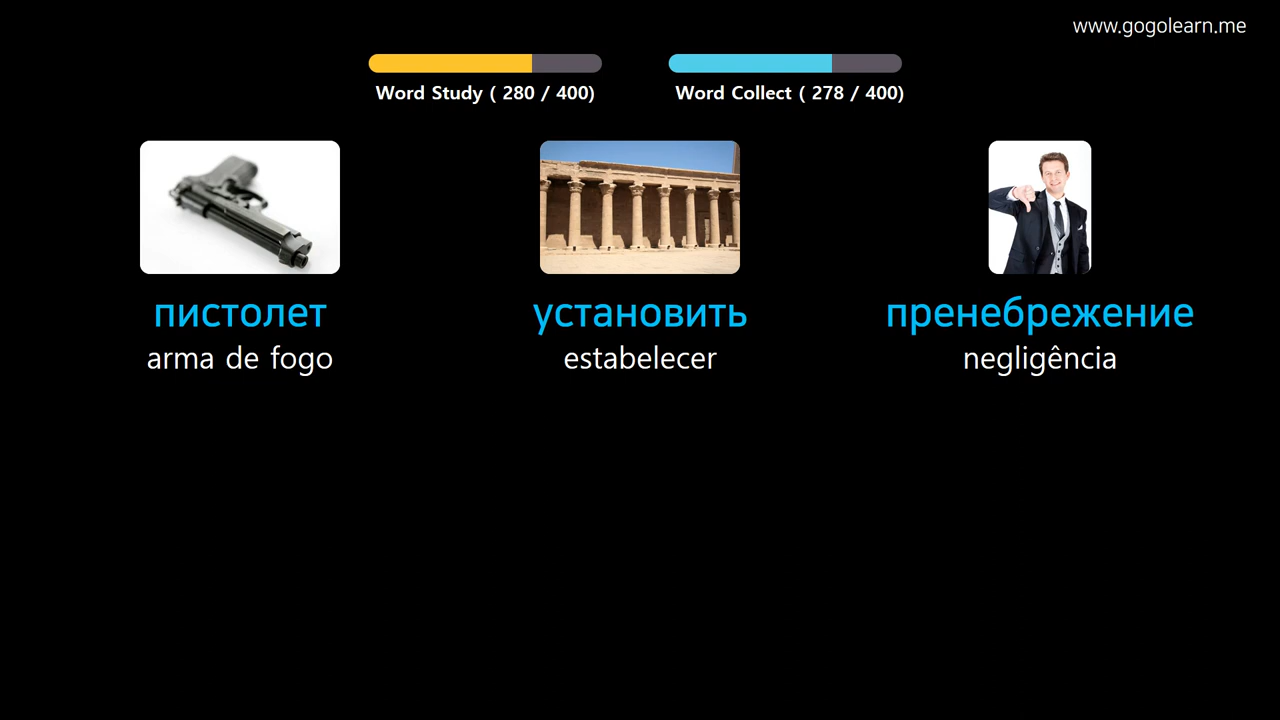 www.gogolearn.me
Word Study ( 280 / 400)
Word Collect ( 278 / 400)
пистолет
arma de fogo
установить
estabelecer
пренебрежение
negligência